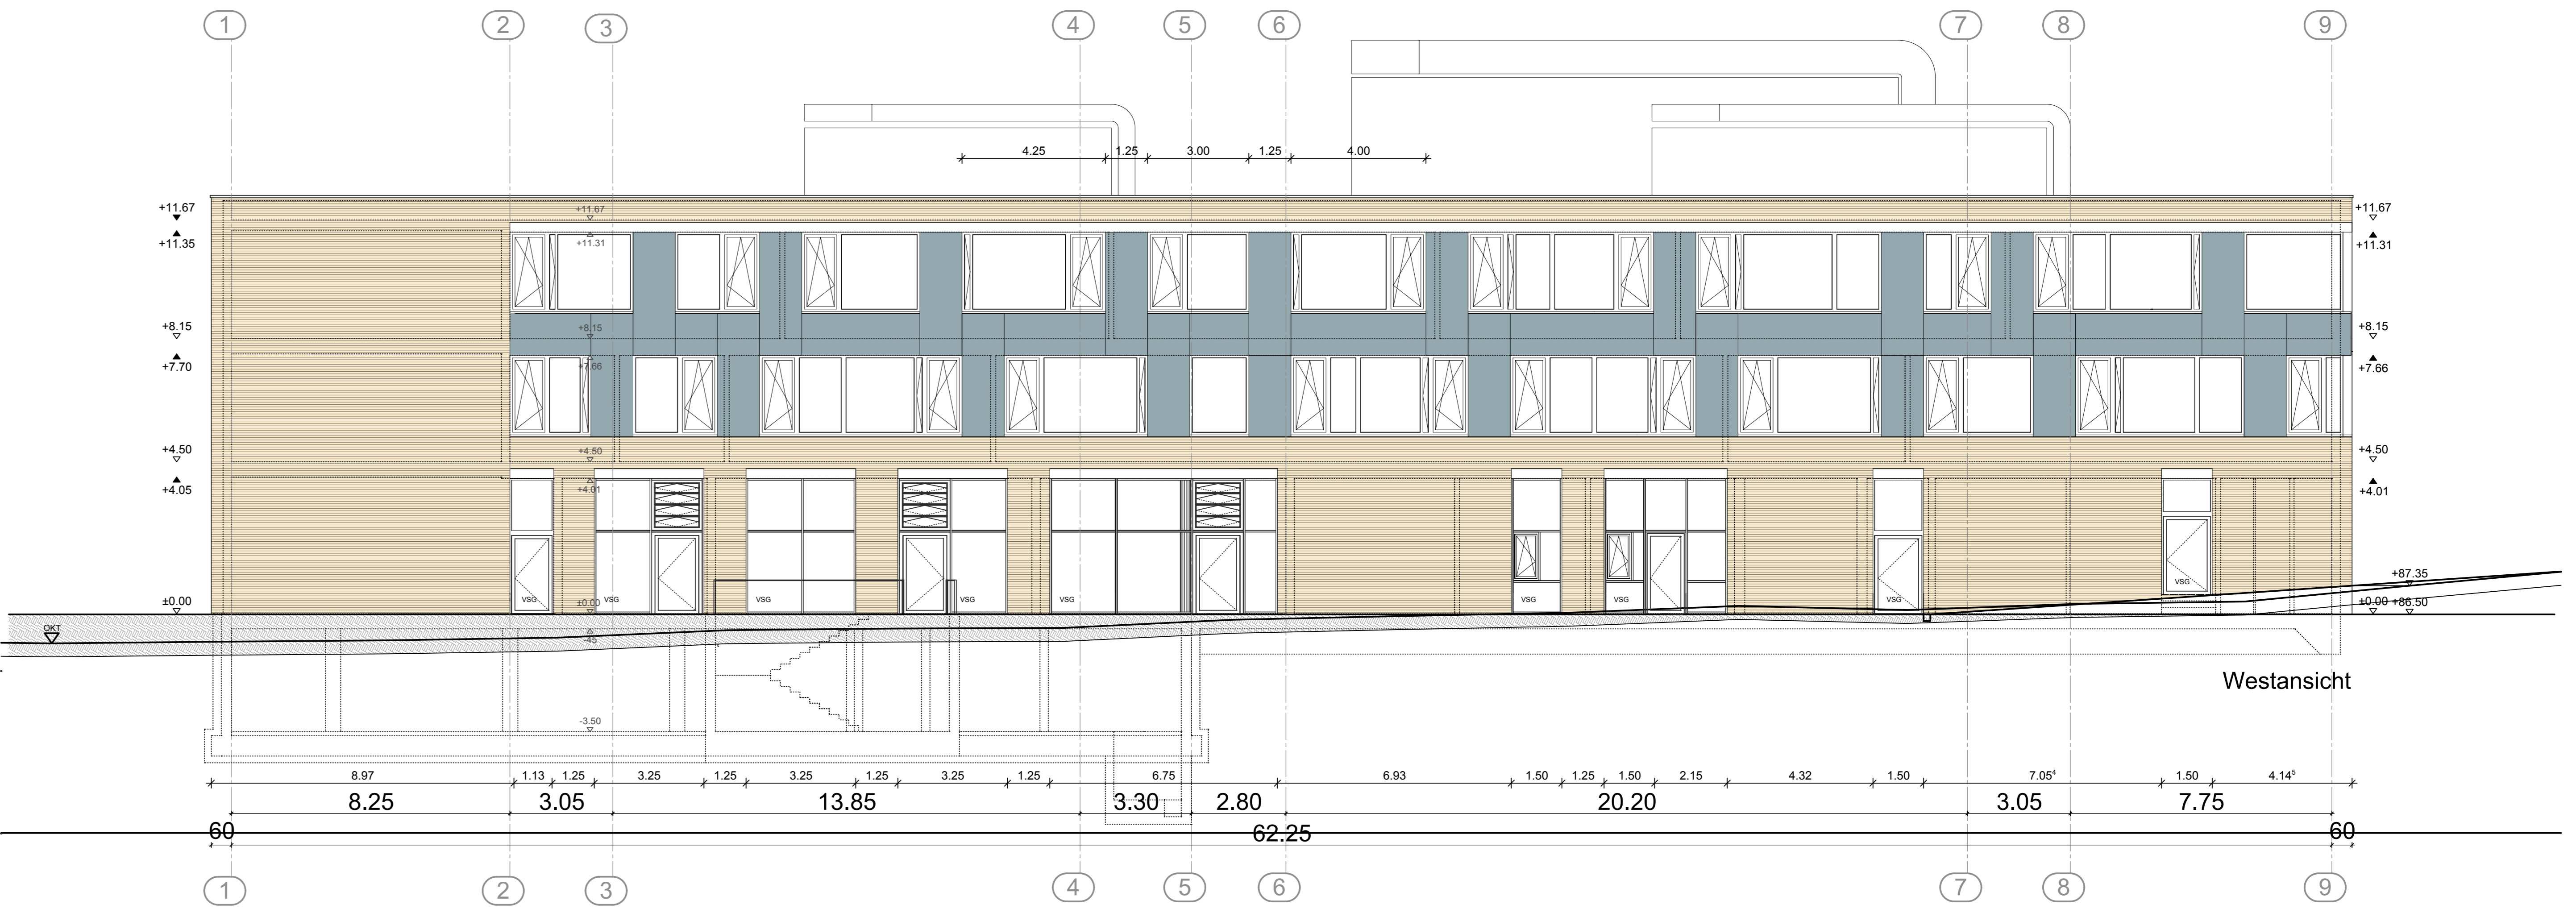 1 2 3 4 5 6 7 8 9
4.25 1.25 3.00 1.25 4.00
+11.67 +11.67 +11.67
+11.35 +11.31 +11.31
+8.15 +8.15 +8.15
+7.70 +7.66 +7.66
+4.50 +4.50 +4.50
+4.05 +4.01 +4.01
+87.35
±0.00 VSG VSG ±0.00 VSG VSG VSG VSG VSG VSG VSG ±0.00 +86.50
OKT
-45
Westansicht
-3.50
8.97 1.13 1.25 3.25 1.25 3.25 1.25 3.25 1.25 6.75 6.93 1.50 1.25 1.50 2.15 4.32 1.50 7.05⁴ 1.50 4.14⁵
8.25 3.05 13.85 3.30 2.80 20.20 3.05 7.75
60 62.25 60
1 2 3 4 5 6 7 8 9